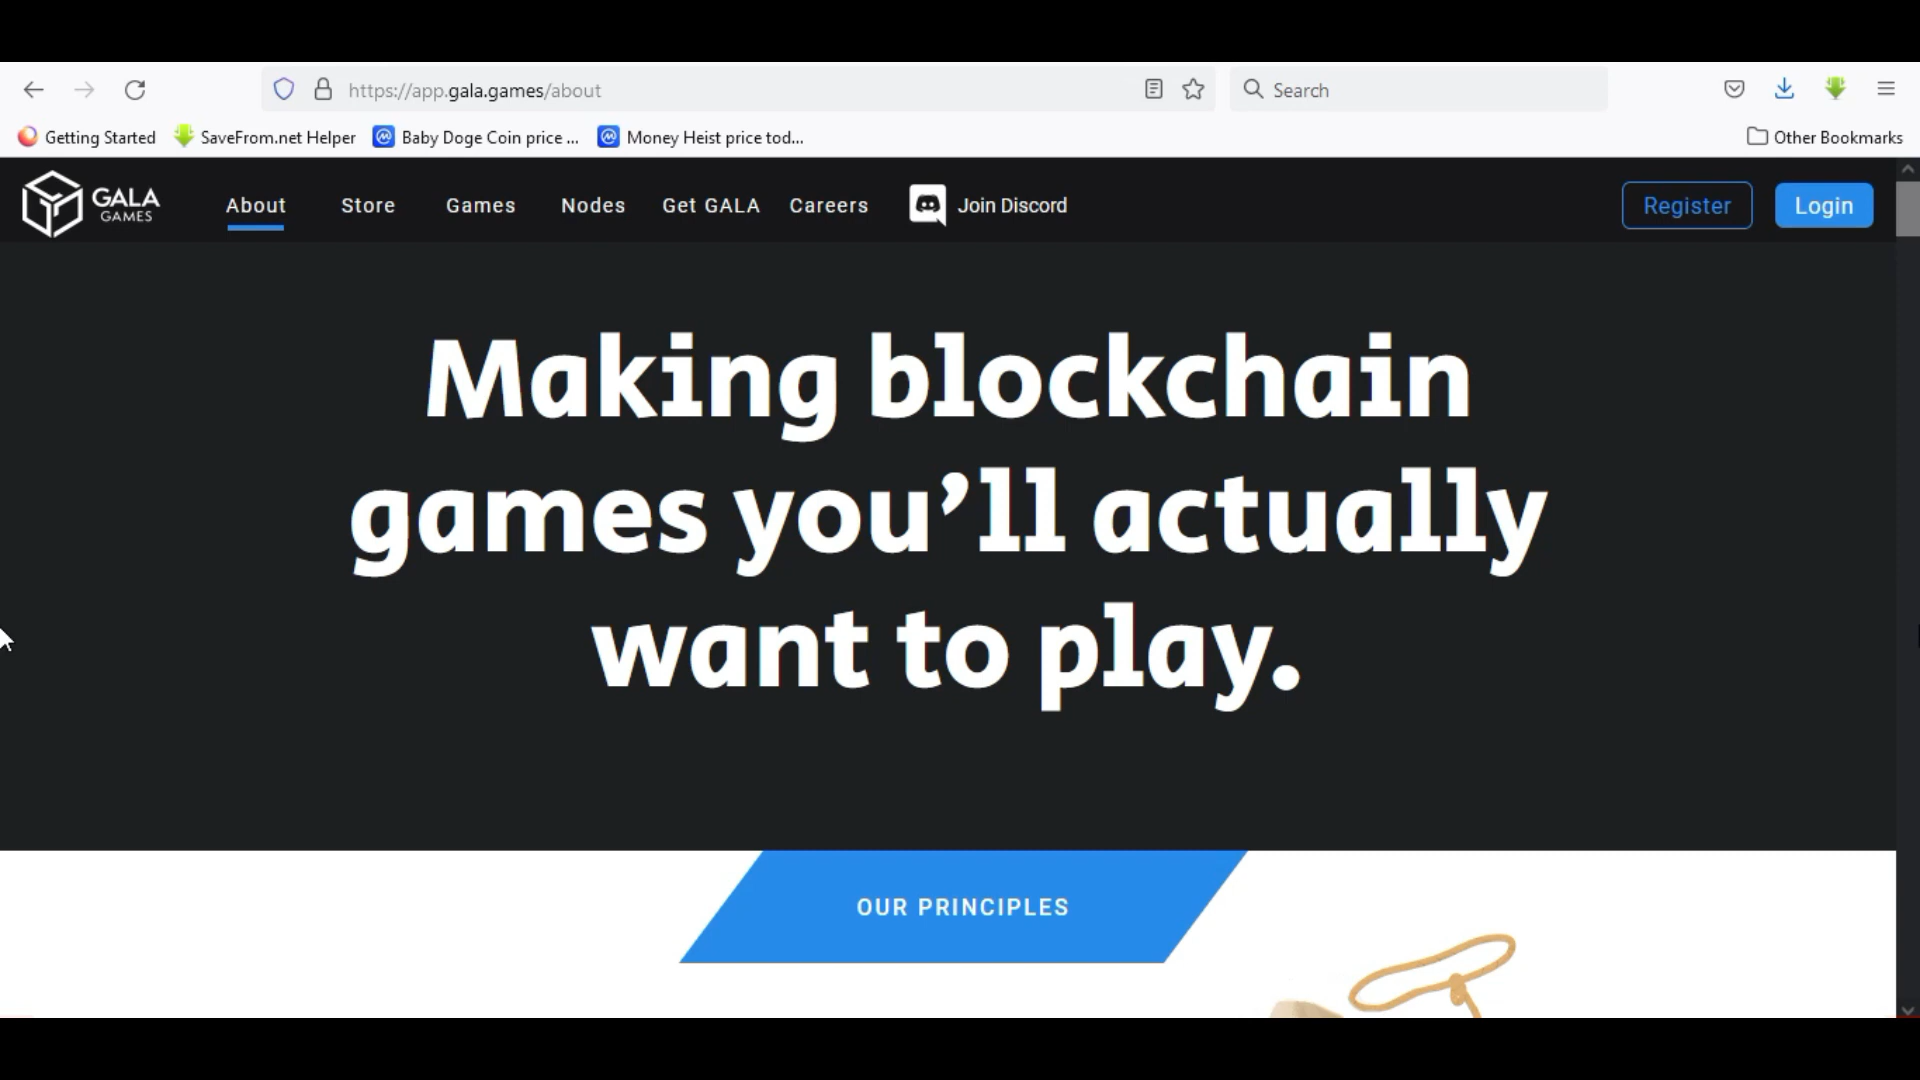 https://app.gala.games/about
Search
Getting Started
SaveFrom.net Helper
Baby Doge Coin price ...
Money Heist price tod...
Other Bookmarks
GALA
GAMES
About
Store
Games
Nodes
Get GALA
Careers
Join Discord
Register
Login
Making blockchain
games you’ll actually
want to play.
OUR PRINCIPLES